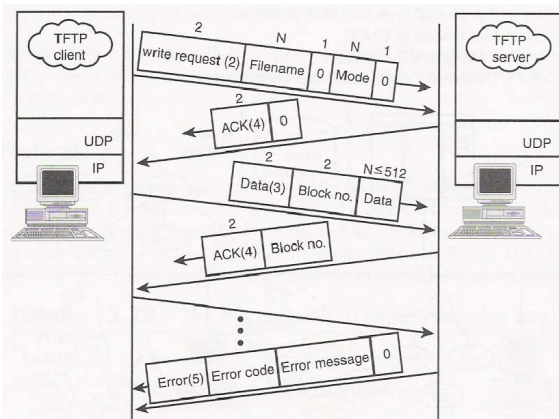 TFTP
client
UDP
IP
2 N 1 N 1
write request (2) Filename 0 Mode 0
2
ACK(4) 0
2 2 N≤512
Data(3) Block no. Data
2
ACK(4) Block no.
Error(5) Error code Error message 0
TFTP
server
UDP
IP